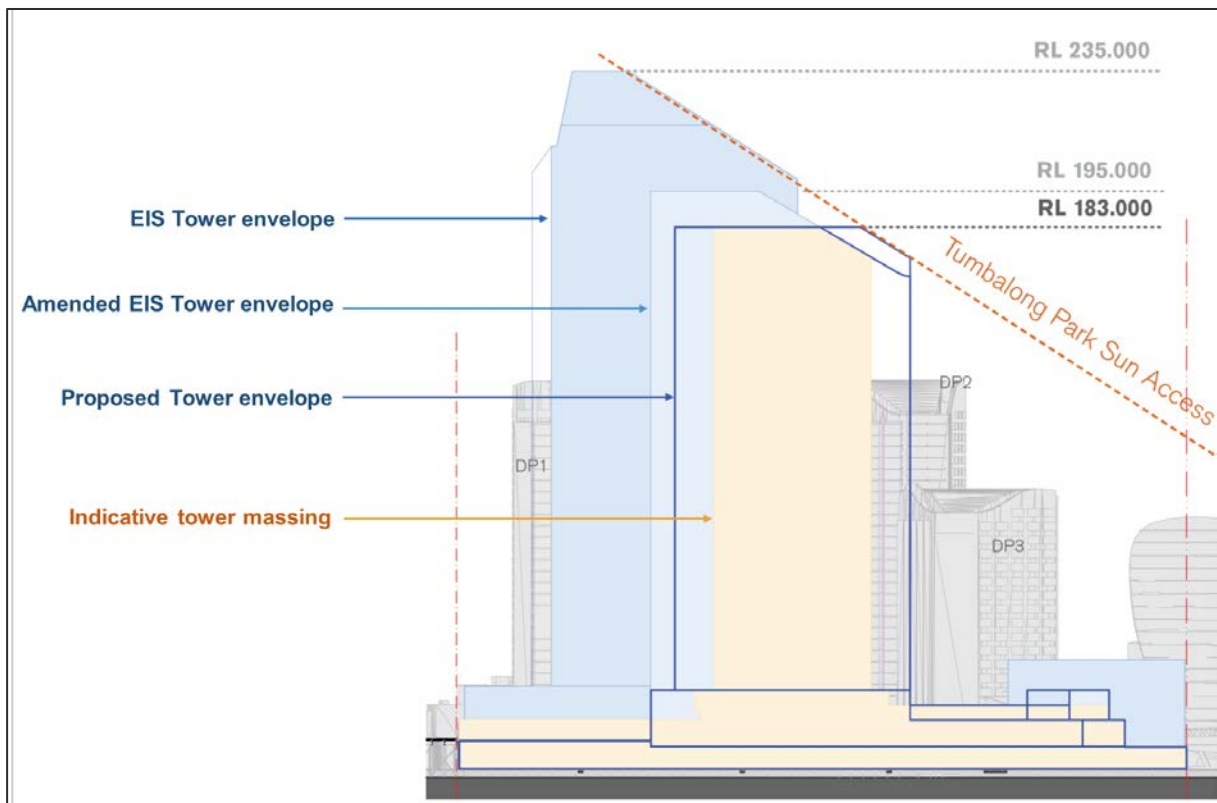 RL 235.000
RL 195.000
RL 183.000
EIS Tower envelope
Amended EIS Tower envelope
Proposed Tower envelope
Indicative tower massing
Tumbalong Park Sun Access
DP1
DP2
DP3